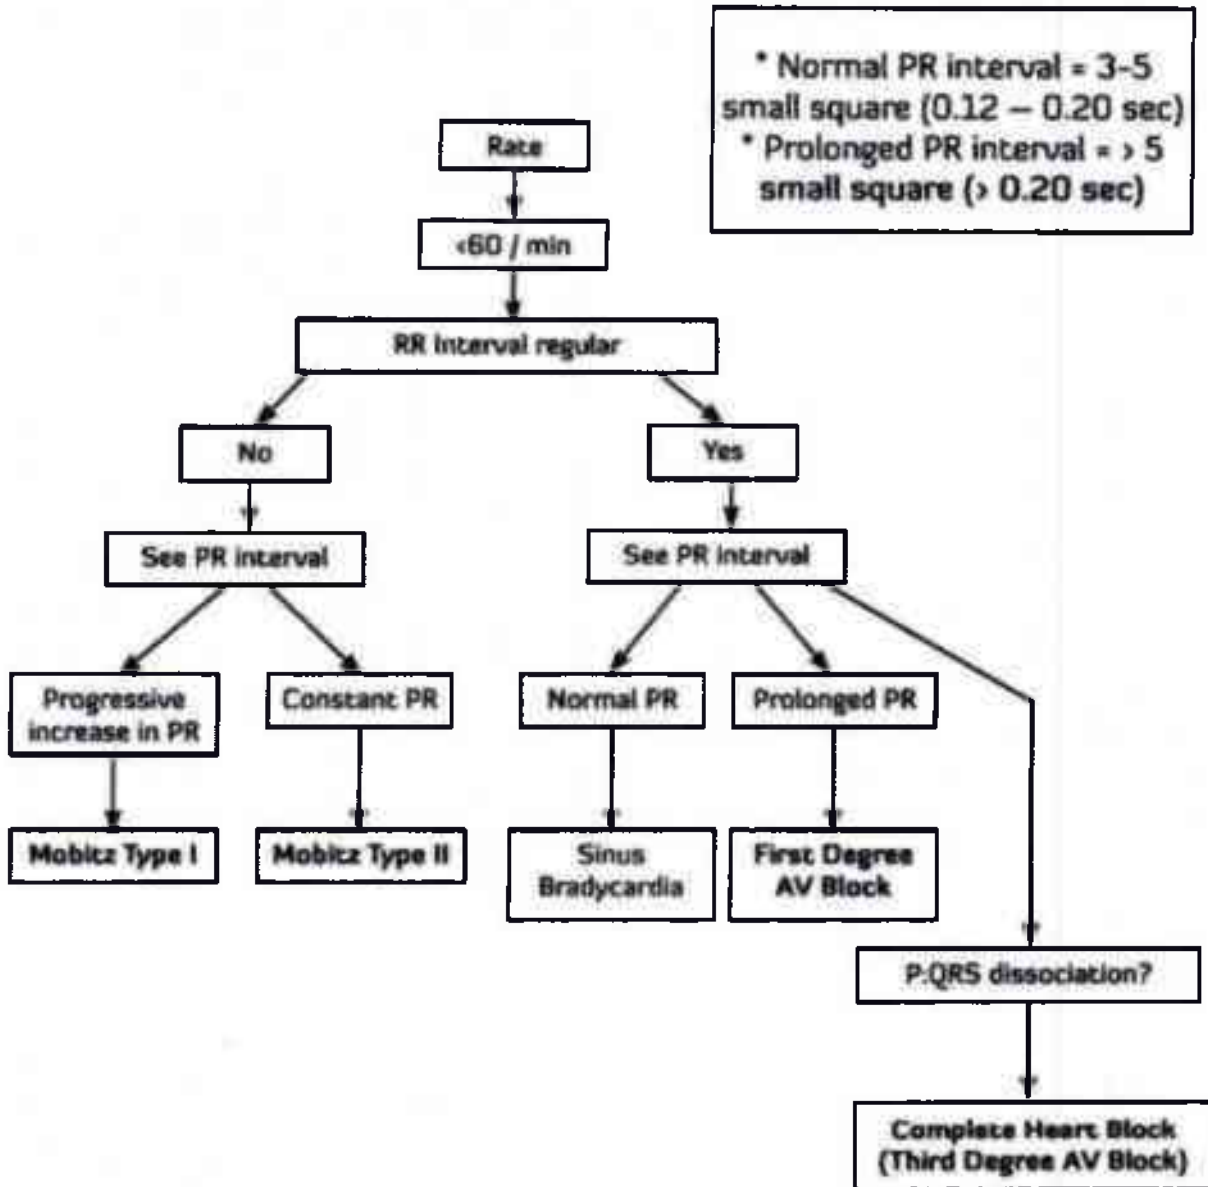 * Normal PR interval = 3-5
small square (0.12 – 0.20 sec)
* Prolonged PR interval = > 5
small square (> 0.20 sec)
Rate
<60 / min
RR Interval regular
No
Yes
See PR interval
See PR interval
Progressive
increase in PR
Constant PR
Normal PR
Prolonged PR
Mobitz Type I
Mobitz Type II
Sinus
Bradycardia
First Degree
AV Block
P:QRS dissociation?
Complete Heart Block
(Third Degree AV Block)